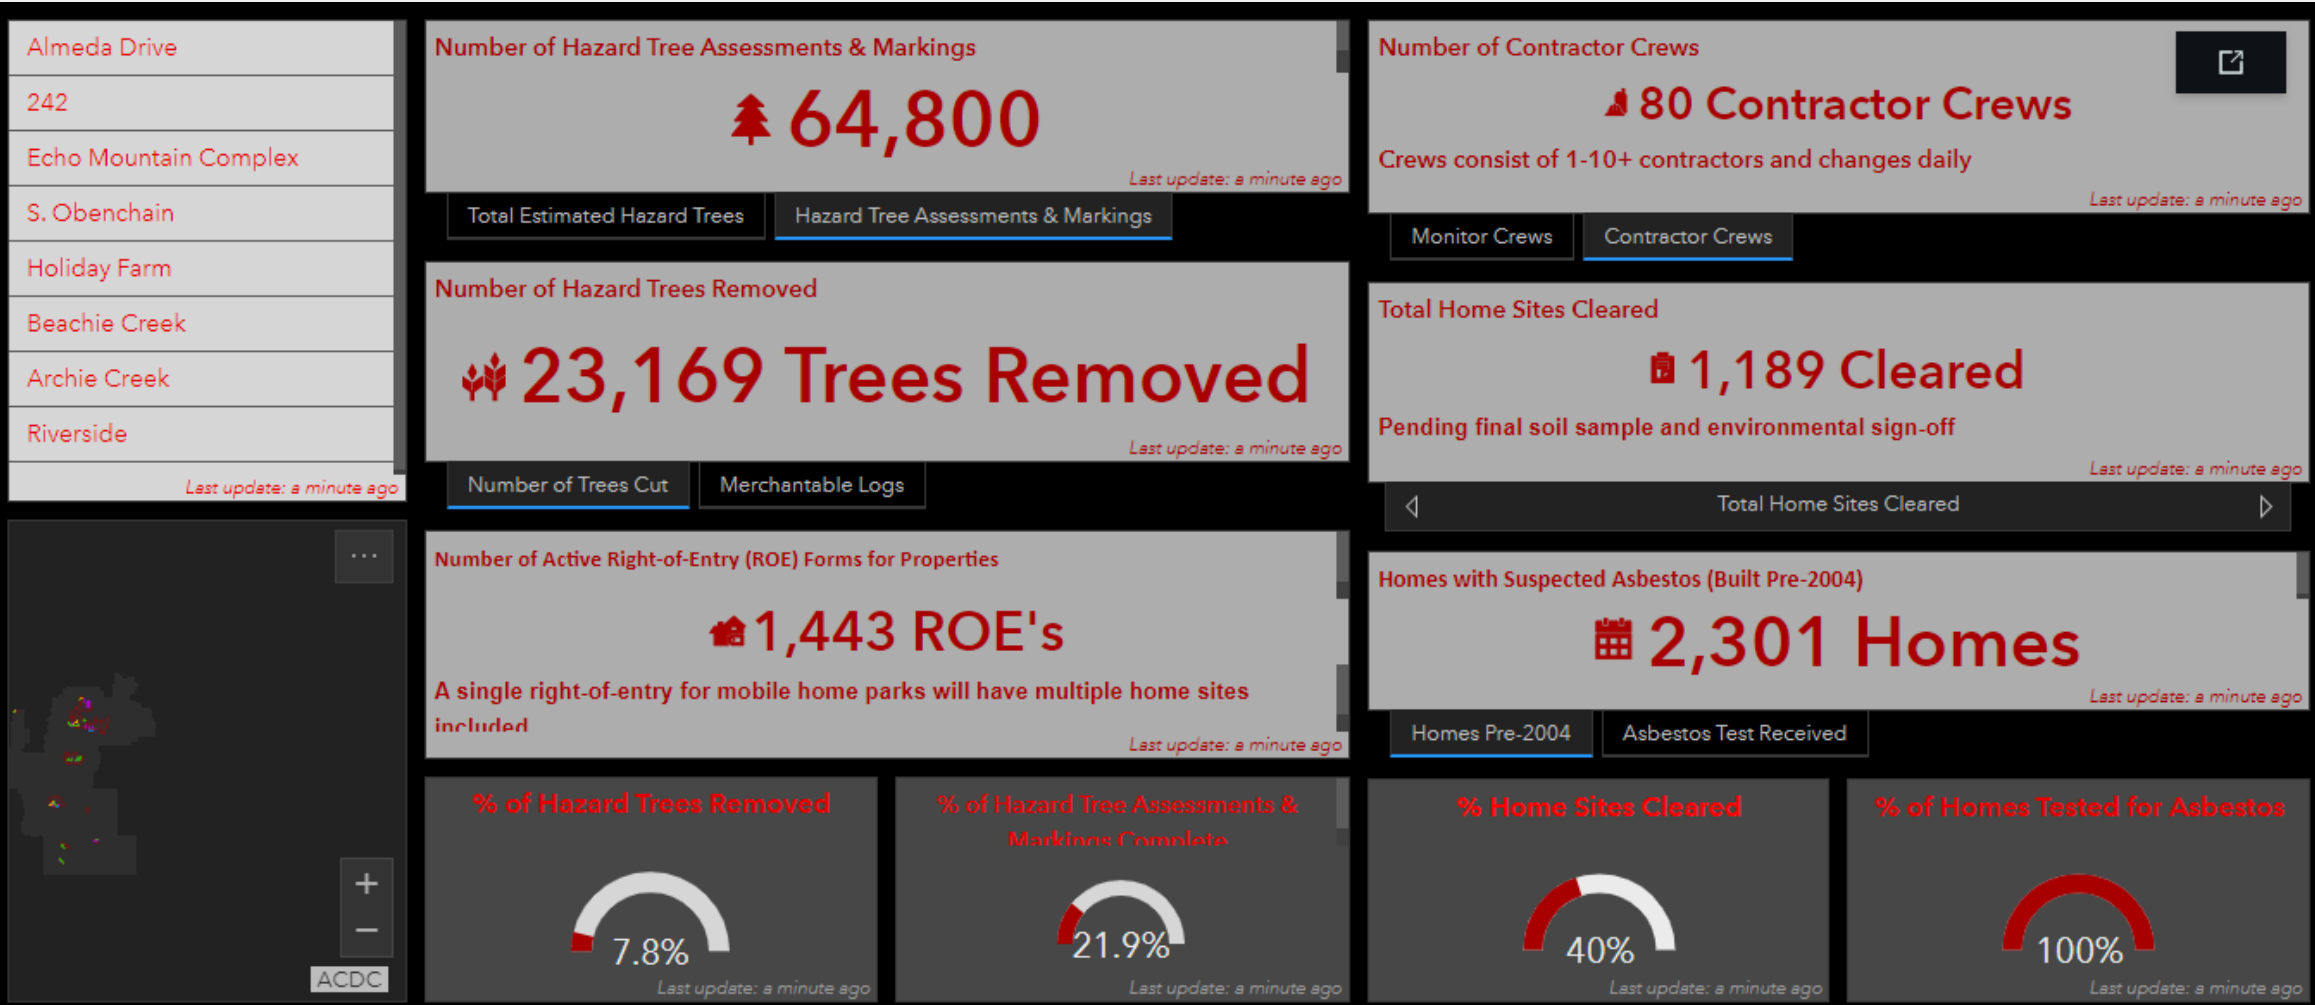 Almeda Drive
242
Echo Mountain Complex
S. Obenchain
Holiday Farm
Beachie Creek
Archie Creek
Riverside
Last update: a minute ago
...
+
−
ACDC
Number of Hazard Tree Assessments & Markings
64,800
Last update: a minute ago
Total Estimated Hazard Trees
Hazard Tree Assessments & Markings
Number of Hazard Trees Removed
23,169 Trees Removed
Last update: a minute ago
Number of Trees Cut
Merchantable Logs
Number of Active Right-of-Entry (ROE) Forms for Properties
1,443 ROE's
A single right-of-entry for mobile home parks will have multiple home sites
included
Last update: a minute ago
% of Hazard Trees Removed
7.8%
Last update: a minute ago
% of Hazard Tree Assessments &
Markings Complete
21.9%
Last update: a minute ago
Number of Contractor Crews
80 Contractor Crews
Crews consist of 1-10+ contractors and changes daily
Last update: a minute ago
Monitor Crews
Contractor Crews
Total Home Sites Cleared
1,189 Cleared
Pending final soil sample and environmental sign-off
Last update: a minute ago
Total Home Sites Cleared
Homes with Suspected Asbestos (Built Pre-2004)
2,301 Homes
Last update: a minute ago
Homes Pre-2004
Asbestos Test Received
% Home Sites Cleared
40%
Last update: a minute ago
% of Homes Tested for Asbestos
100%
Last update: a minute ago